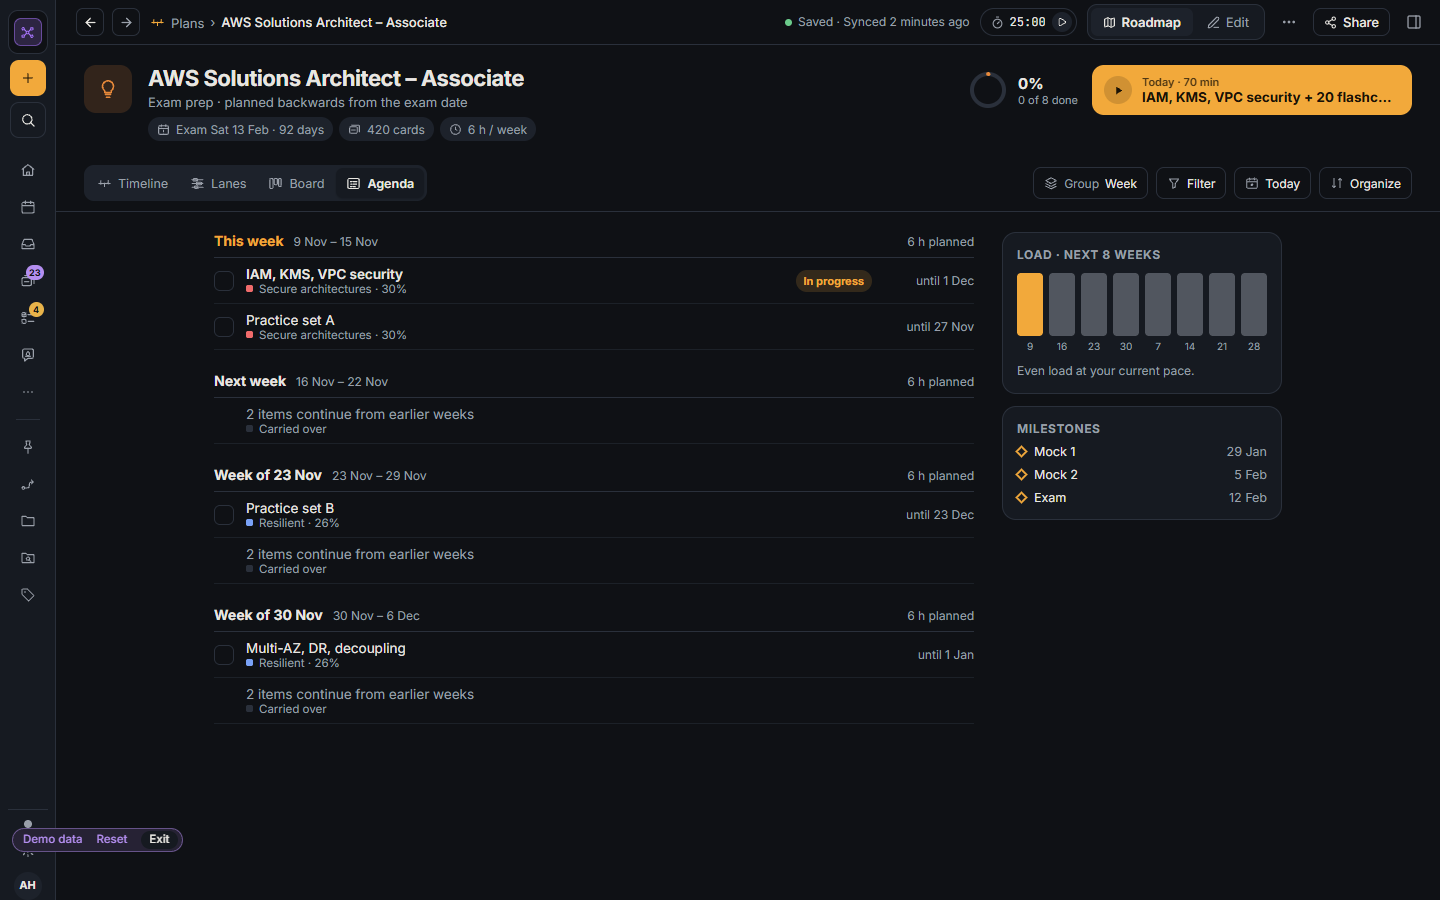 Plans › AWS Solutions Architect – Associate
Saved · Synced 2 minutes ago
25:00
Roadmap
Edit
Share
AWS Solutions Architect – Associate
Exam prep · planned backwards from the exam date
Exam Sat 13 Feb · 92 days
420 cards
6 h / week
0%
0 of 8 done
Today · 70 min
IAM, KMS, VPC security + 20 flashc...
Timeline
Lanes
Board
Agenda
Group Week
Filter
Today
Organize
23
4
This week 9 Nov – 15 Nov 6 h planned
IAM, KMS, VPC security
Secure architectures · 30%
In progress
until 1 Dec
Practice set A
Secure architectures · 30%
until 27 Nov
Next week 16 Nov – 22 Nov 6 h planned
2 items continue from earlier weeks
Carried over
Week of 23 Nov 23 Nov – 29 Nov 6 h planned
Practice set B
Resilient · 26%
until 23 Dec
2 items continue from earlier weeks
Carried over
Week of 30 Nov 30 Nov – 6 Dec 6 h planned
Multi-AZ, DR, decoupling
Resilient · 26%
until 1 Jan
2 items continue from earlier weeks
Carried over
LOAD · NEXT 8 WEEKS
9 16 23 30 7 14 21 28
Even load at your current pace.
MILESTONES
Mock 1 29 Jan
Mock 2 5 Feb
Exam 12 Feb
Demo data Reset Exit
AH